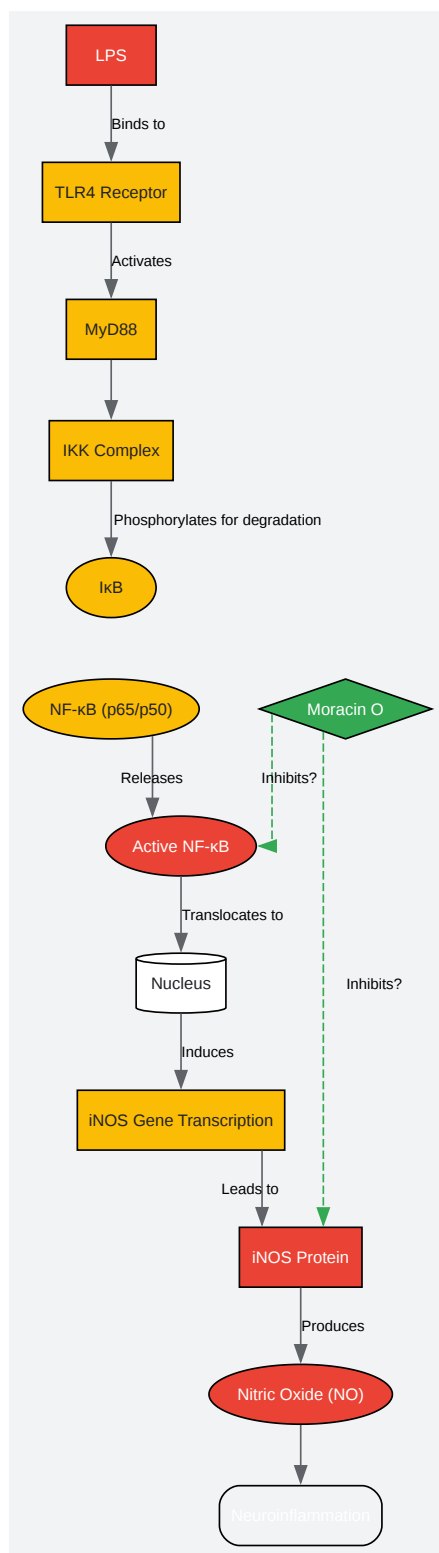 LPS
Binds to
TLR4 Receptor
Activates
MyD88
IKK Complex
Phosphorylates for degradation
IκB
NF-κB (p65/p50)
Moracin O
Releases
Inhibits?
Active NF-κB
Translocates to
Nucleus
Inhibits?
Induces
iNOS Gene Transcription
Leads to
iNOS Protein
Produces
Nitric Oxide (NO)
Neuroinflammation